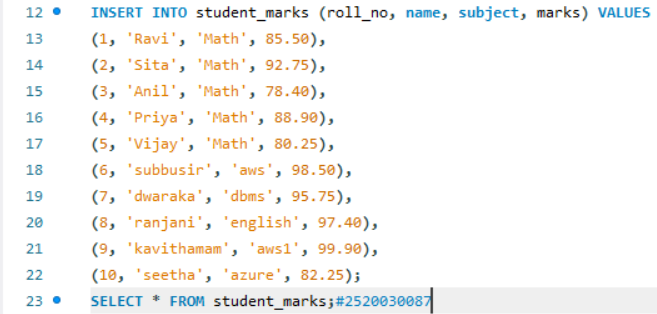 12 INSERT INTO student_marks (roll_no, name, subject, marks) VALUES
13 (1, 'Ravi', 'Math', 85.50),
14 (2, 'Sita', 'Math', 92.75),
15 (3, 'Anil', 'Math', 78.40),
16 (4, 'Priya', 'Math', 88.90),
17 (5, 'Vijay', 'Math', 80.25),
18 (6, 'subbusir', 'aws', 98.50),
19 (7, 'dwaraka', 'dbms', 95.75),
20 (8, 'ranjani', 'english', 97.40),
21 (9, 'kavithamam', 'aws1', 99.90),
22 (10, 'seetha', 'azure', 82.25);
23 SELECT * FROM student_marks;#2520030087